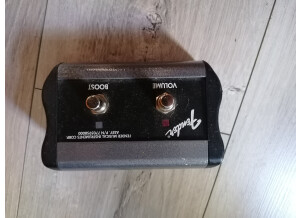 BOOST
VOLUME
FENDER MUSICAL INSTRUMENTS CORP.
Fender